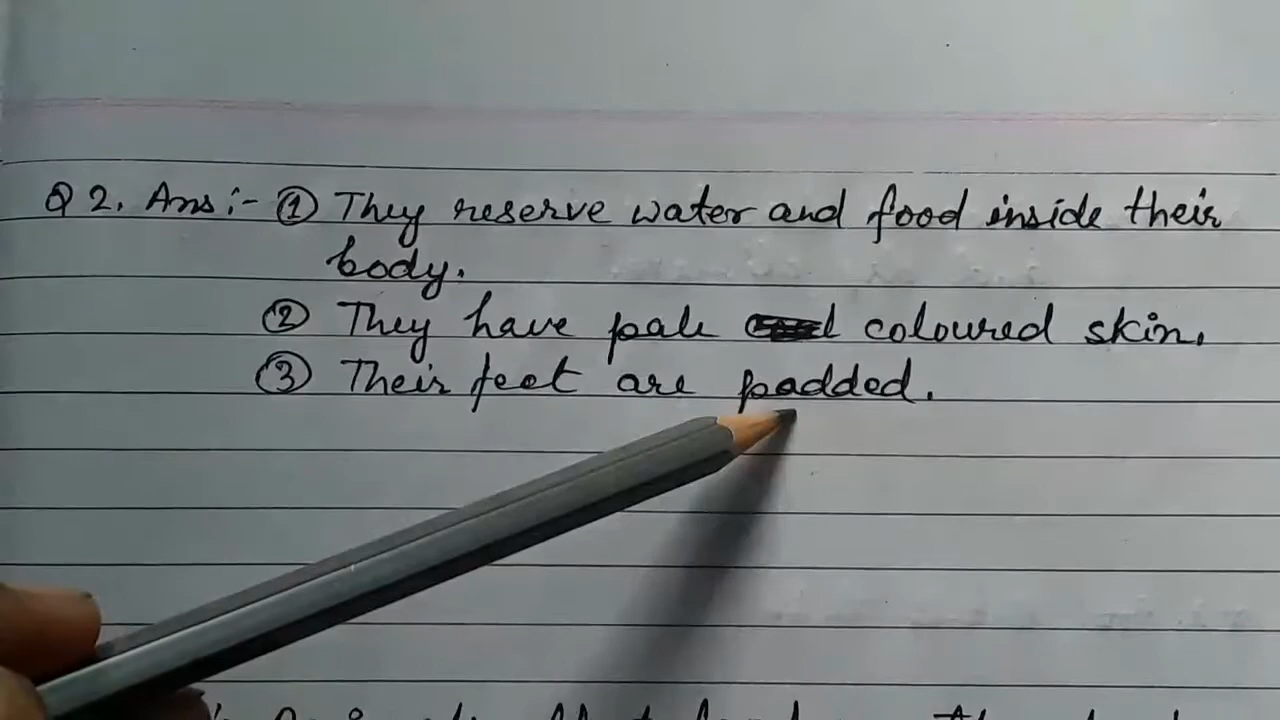 Q 2. Ans :- ① They reserve water and food inside their
body.
② They have pale coloured skin.
③ Their feet are padded.